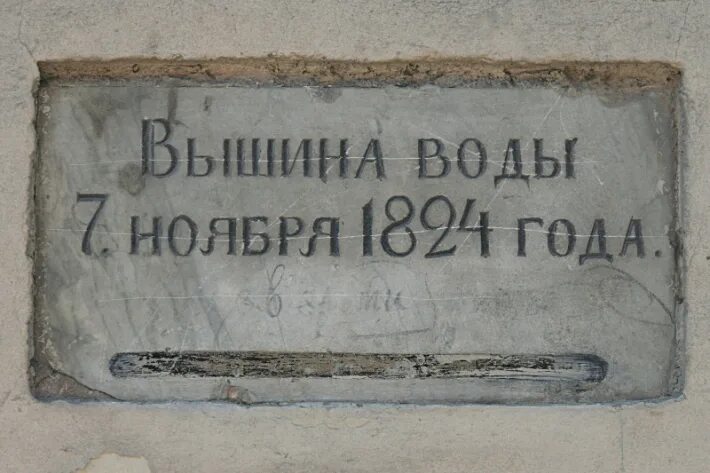 Вышина воды
7. ноября 1824 года.